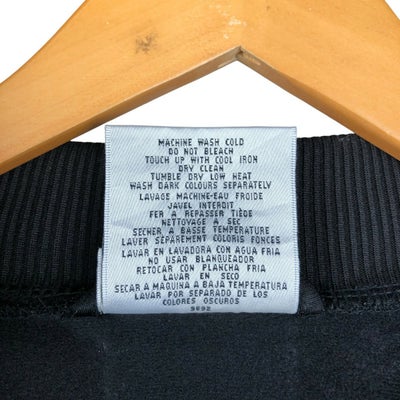 MACHINE WASH COLD
DO NOT BLEACH
TOUCH UP WITH COOL IRON
DRY CLEAN
TUMBLE DRY LOW HEAT
WASH DARK COLOURS SEPARATELY
LAVAGE MACHINE-EAU FROIDE
JAVEL INTERDIT
FER A REPASSER TIÈDE
NETTOYAGE A SEC
SECHER A BASSE TEMPERATURE
LAVER SÉPAREMENT COLORIS FONCES
LAVAR EN LAVADORA CON AGUA FRIA
NO USAR BLANQUEADOR
RETOCAR CON PLANCHA FRIA
LAVAR EN SECO
SECAR A MAQUINA A BAJA TEMPERATURA
LAVAR POR SEPARADO DE LOS
COLORES OSCUROS
SE92